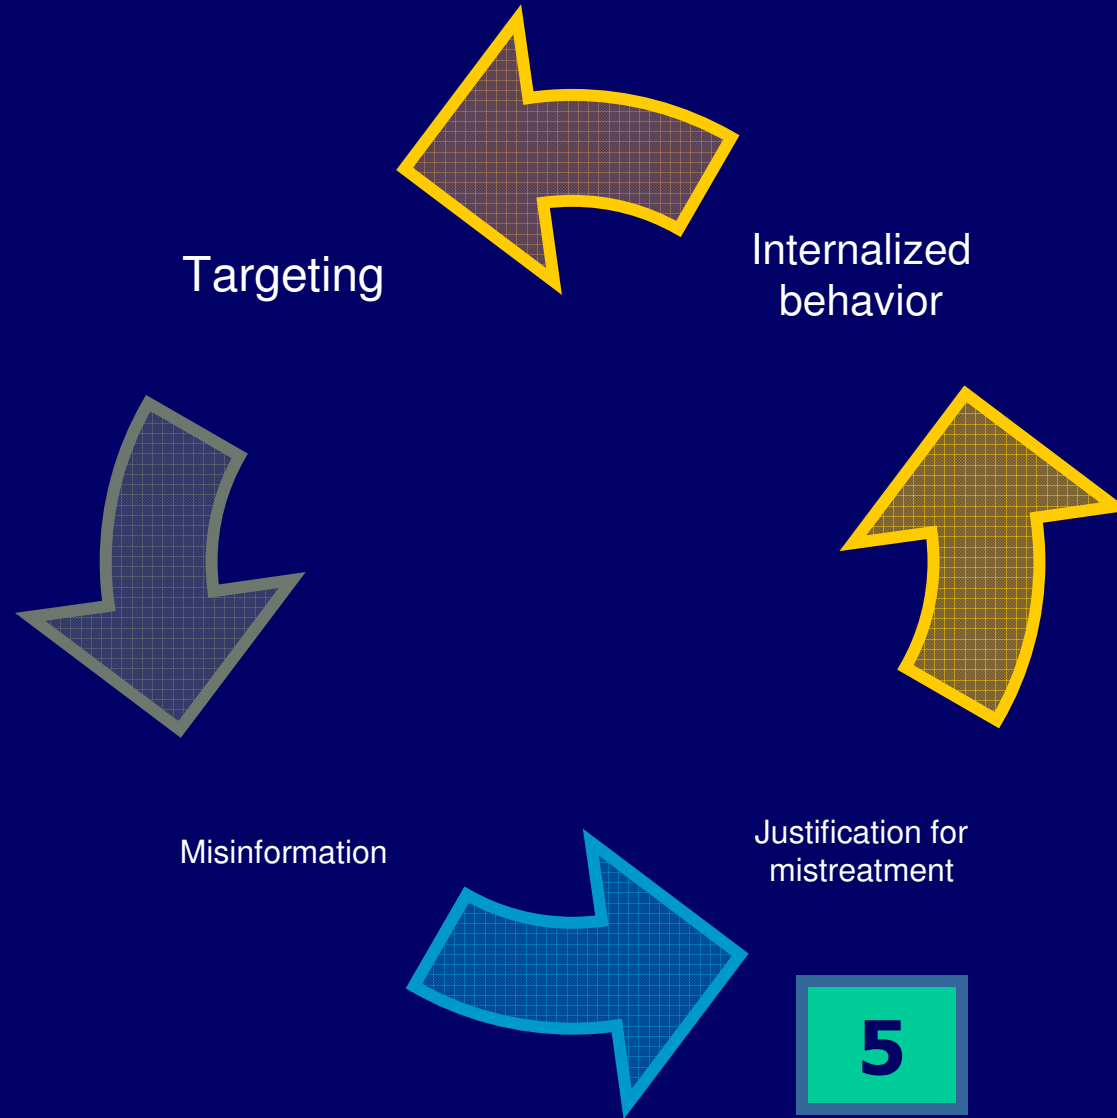 Targeting
Internalized
behavior
Misinformation
Justification for
mistreatment
5